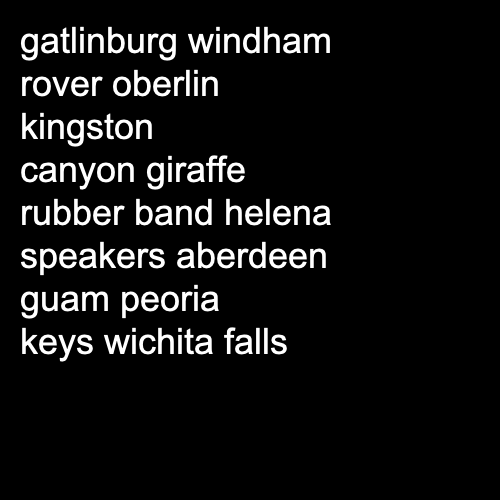 gatlinburg windham
rover oberlin
kingston
canyon giraffe
rubber band helena
speakers aberdeen
guam peoria
keys wichita falls